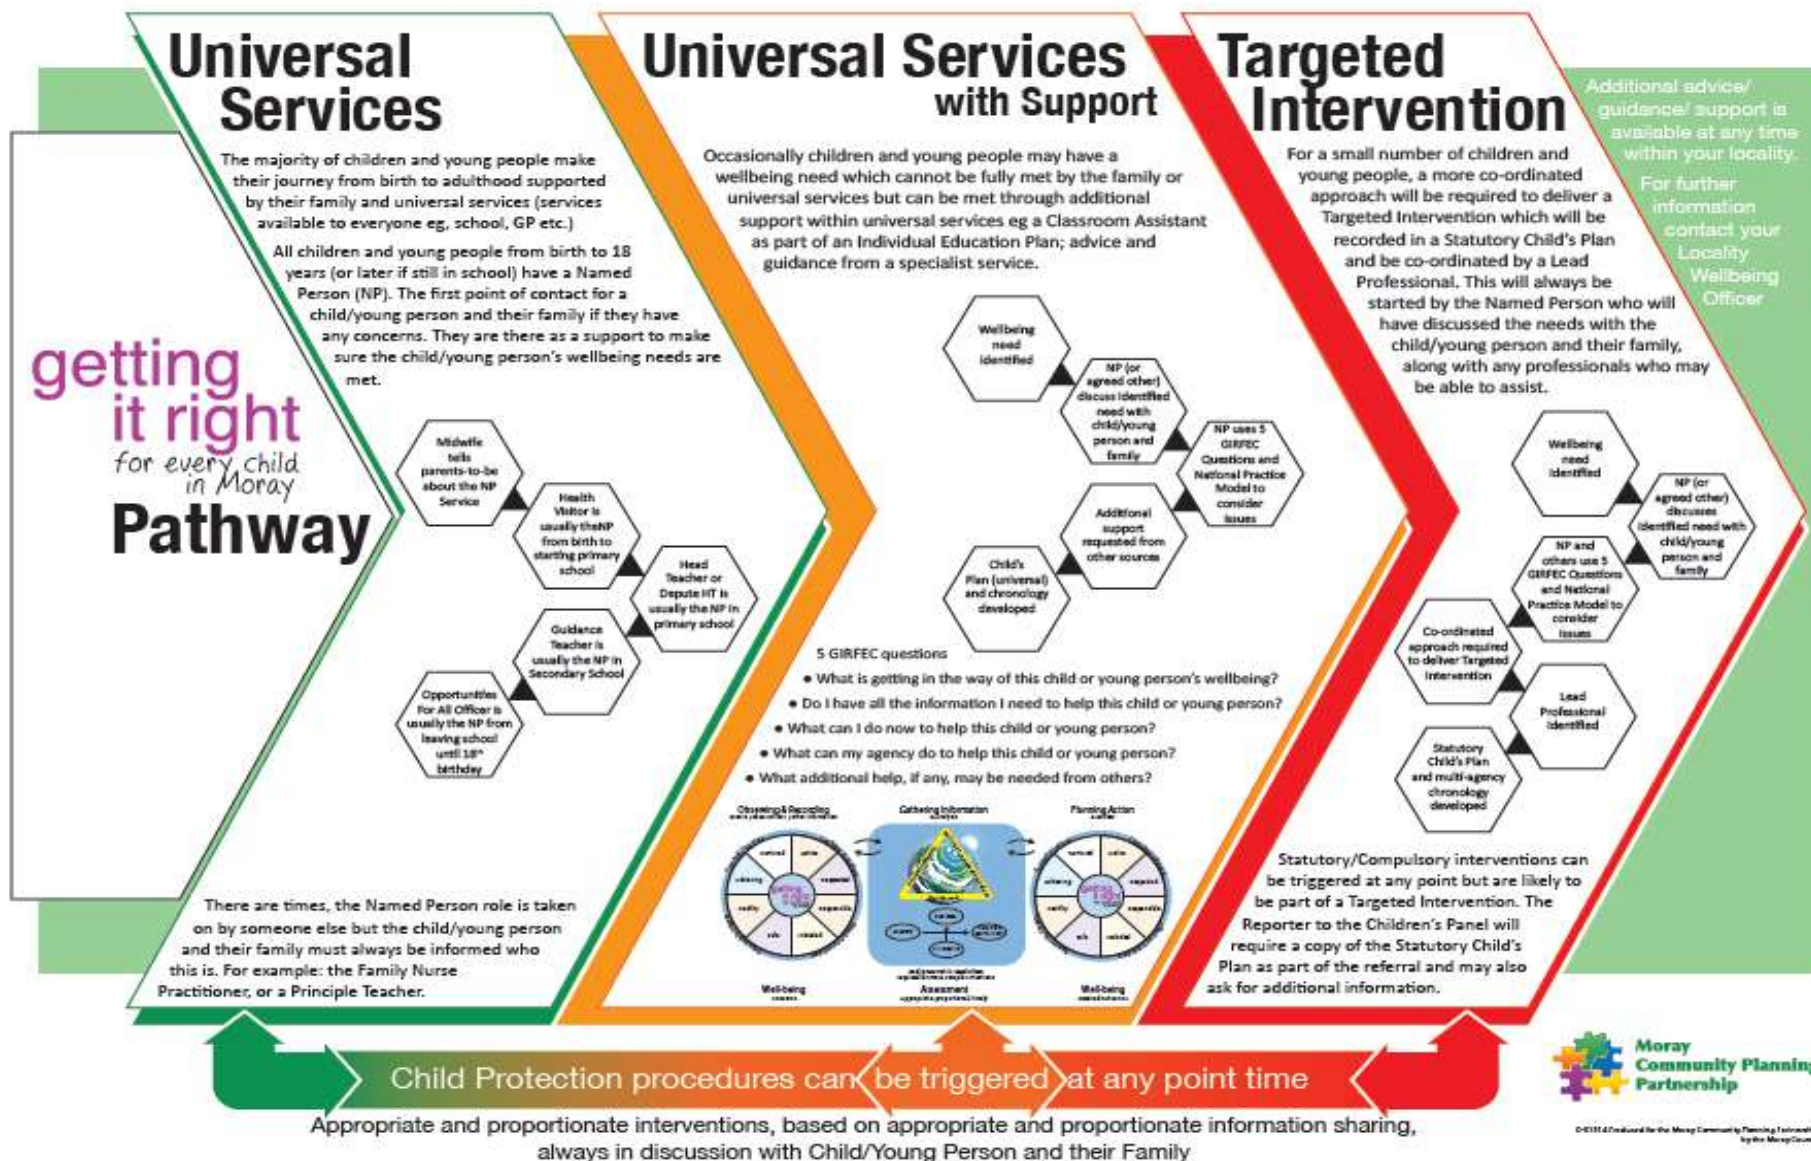 getting
it right
for every child
in Moray
Pathway
Universal
Services
The majority of children and young people make
their journey from birth to adulthood supported
by their family and universal services (services
available to everyone eg, school, GP etc.)
All children and young people from birth to 18
years (or later if still in school) have a Named
Person (NP). The first point of contact for a
child/young person and their family if they have
any concerns. They are there as a support to make
sure the child/young person's wellbeing needs are
met.
Midwife
tells
parents-to-be
about the NP
Service
Health
Visitor is
usually theNP
from birth to
starting primary
school
Head
Teacher or
Depute HT is
usually the NP in
primary school
Guidance
Teacher is
usually the NP in
Secondary School
Opportunities
For All Officer is
usually the NP from
leaving school
until 18th
birthday
There are times, the Named Person role is taken
on by someone else but the child/young person
and their family must always be informed who
this is. For example: the Family Nurse
Practitioner, or a Principle Teacher.
Universal Services
with Support
Occasionally children and young people may have a
wellbeing need which cannot be fully met by the family or
universal services but can be met through additional
support within universal services eg a Classroom Assistant
as part of an Individual Education Plan; advice and
guidance from a specialist service.
Wellbeing
need
identified
NP (or
agreed other)
discuss identified
need with
child/young
person and
family
NP uses 5
GIRFEC
Questions and
National Practice
Model to
consider
issues
Additional
support
requested from
other sources
Child's
Plan (universal)
and chronology
developed
5 GIRFEC questions
• What is getting in the way of this child or young person's wellbeing?
• Do I have all the information I need to help this child or young person?
• What can I do now to help this child or young person?
• What can my agency do to help this child or young person?
• What additional help, if any, may be needed from others?
Observing & Recording
Gathering Information
Planning Action
getting
it right
getting
it right
Well-being
Assessment
Well-being
Targeted
Intervention
For a small number of children and
young people, a more co-ordinated
approach will be required to deliver a
Targeted Intervention which will be
recorded in a Statutory Child's Plan
and be co-ordinated by a Lead
Professional. This will always be
started by the Named Person who will
have discussed the needs with the
child/young person and their family,
along with any professionals who may
be able to assist.
Wellbeing
need
identified
NP (or
agreed other)
discusses
identified need with
child/young
person and
family
NP and
others use 5
GIRFEC Questions
and National
Practice Model to
consider
issues
Co-ordinated
approach required
to deliver Targeted
Intervention
Lead
Professional
identified
Statutory
Child's Plan
and multi-agency
chronology
developed
Statutory/Compulsory interventions can
be triggered at any point but are likely to
be part of a Targeted Intervention. The
Reporter to the Children's Panel will
require a copy of the Statutory Child's
Plan as part of the referral and may also
ask for additional information.
Additional advice/
guidance/ support is
available at any time
within your locality.
For further
information
contact your
Locality
Wellbeing
Officer
Child Protection procedures can be triggered at any point time
Appropriate and proportionate interventions, based on appropriate and proportionate information sharing,
always in discussion with Child/Young Person and their Family
Moray
Community Planning
Partnership